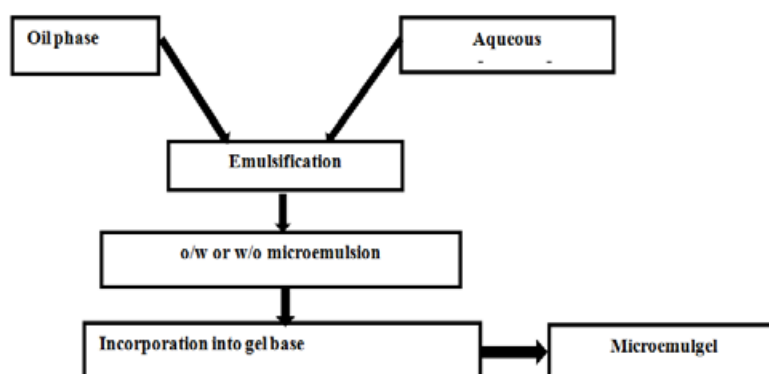 Oil phase
Aqueous
Emulsification
o/w or w/o microemulsion
Incorporation into gel base
Microemulgel